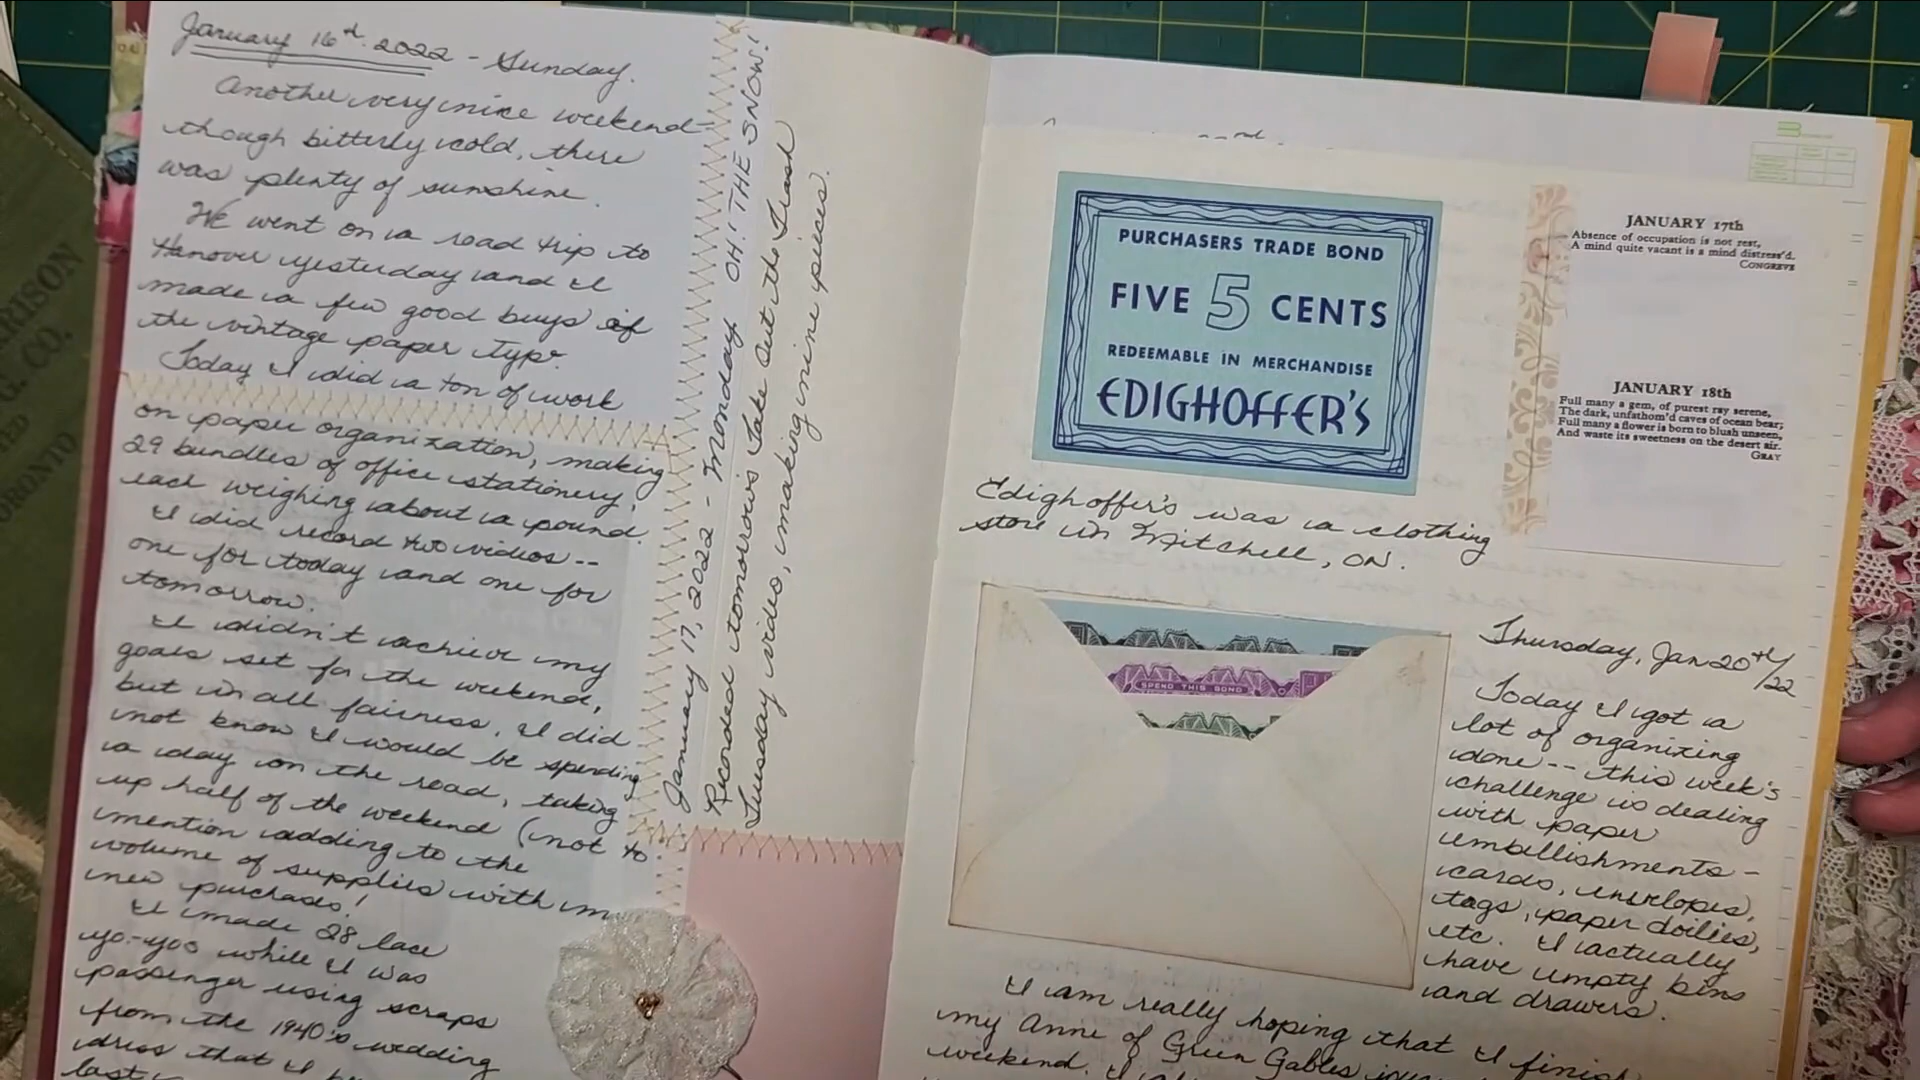 January 16th. 2022 - Sunday.
Another very nice weekend-
though bitterly cold, there
was plenty of sunshine.
We went on a road trip to
Hanover yesterday and I
made a few good buys of
the vintage paper type.
Today I did a ton of work
on paper organization, making
29 bundles of office stationery,
each weighing about a pound.
I did record two videos --
one for today and one for
tomorrow.
I didn't achieve my
goals set for the weekend,
but in all fairness, I did
not know I would be spending
a day on the road, taking
up half of the weekend (not to
mention adding to the
volume of supplies with my
new purchases!
I made 28 lace
yo-yos while I was
passenger using scraps
from the 1940's wedding
dress that I
last
January 17, 2022 - Monday OH! THE SNOW!
Recorded tomorrow's Take Out the Trash
Tuesday video, making nine pieces.
PURCHASERS TRADE BOND
FIVE 5 CENTS
REDEEMABLE IN MERCHANDISE
EDIGHOFFER'S
JANUARY 17th
Absence of occupation is not rest,
A mind quite vacant is a mind distress'd.
CONGREVE
JANUARY 18th
Full many a gem, of purest ray serene,
The dark, unfathom'd caves of ocean bear;
Full many a flower is born to blush unseen,
And waste its sweetness on the desert air.
GRAY
Edighoffer's was a clothing
store in Mitchell, ON.
SPEND THIS BOND
Thursday, Jan 20th/22
Today I got a
lot of organizing
done -- this week's
challenge is dealing
with paper
embellishments -
cards, envelopes,
tags, paper doilies,
etc. I actually
have empty bins
and drawers.
I am really hoping that I finish
my Anne of Green Gables
weekend. I
RRISON
G. CO.
TED
ORONTO